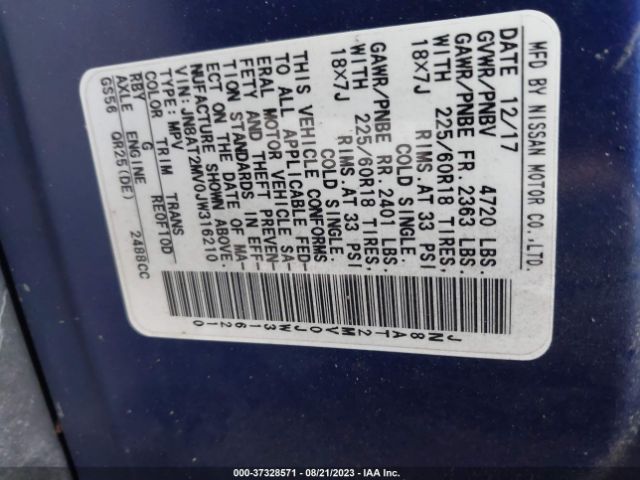 MFD BY NISSAN MOTOR CO.,LTD.
DATE 12/17
GVWR/PNBV 4720 LBS.
GAWR/PNBE FR. 2363 LBS.
WITH 225/60R18 TIRES,
18X7J RIMS.AT 33 PSI
COLD SINGLE.
GAWR/PNBE RR. 2401 LBS.
WITH 225/60R18 TIRES,
18X7J RIMS.AT 33 PSI
COLD SINGLE.
THIS VEHICLE CONFORMS
TO ALL APPLICABLE FED-
ERAL MOTOR VEHICLE SA-
FETY AND THEFT PREVEN-
TION STANDARDS IN EFF-
ECT ON THE DATE OF MA-
NUFACTURE SHOWN ABOVE.
VIN:JN8AT2MV0JW316210
TYPE:MPV
COLOR TRIM TRANS
RBY G RE0F10D
AXLE ENGINE
GS56 QR25(DE) 2488CC
JN8AT2MV0JW316210
000-37328571 / 08/21/2023 - IAA Inc.